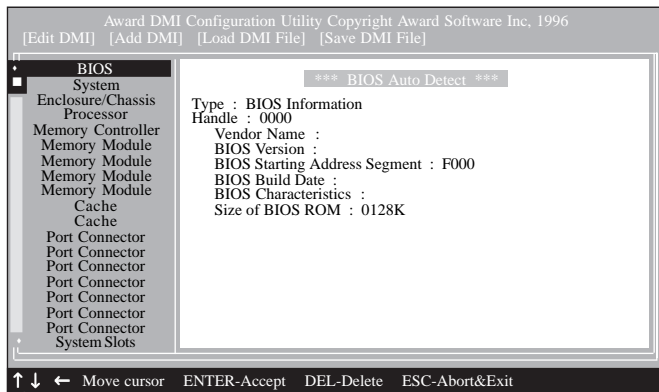 Award DMI Configuration Utility Copyright Award Software Inc, 1996
[Edit DMI] [Add DMI] [Load DMI File] [Save DMI File]
BIOS
System
Enclosure/Chassis
Processor
Memory Controller
Memory Module
Memory Module
Memory Module
Memory Module
Cache
Cache
Port Connector
Port Connector
Port Connector
Port Connector
Port Connector
Port Connector
Port Connector
System Slots
*** BIOS Auto Detect ***
Type : BIOS Information
Handle : 0000
Vendor Name :
BIOS Version :
BIOS Starting Address Segment : F000
BIOS Build Date :
BIOS Characteristics :
Size of BIOS ROM : 0128K
↑↓ ← Move cursor ENTER-Accept DEL-Delete ESC-Abort&Exit